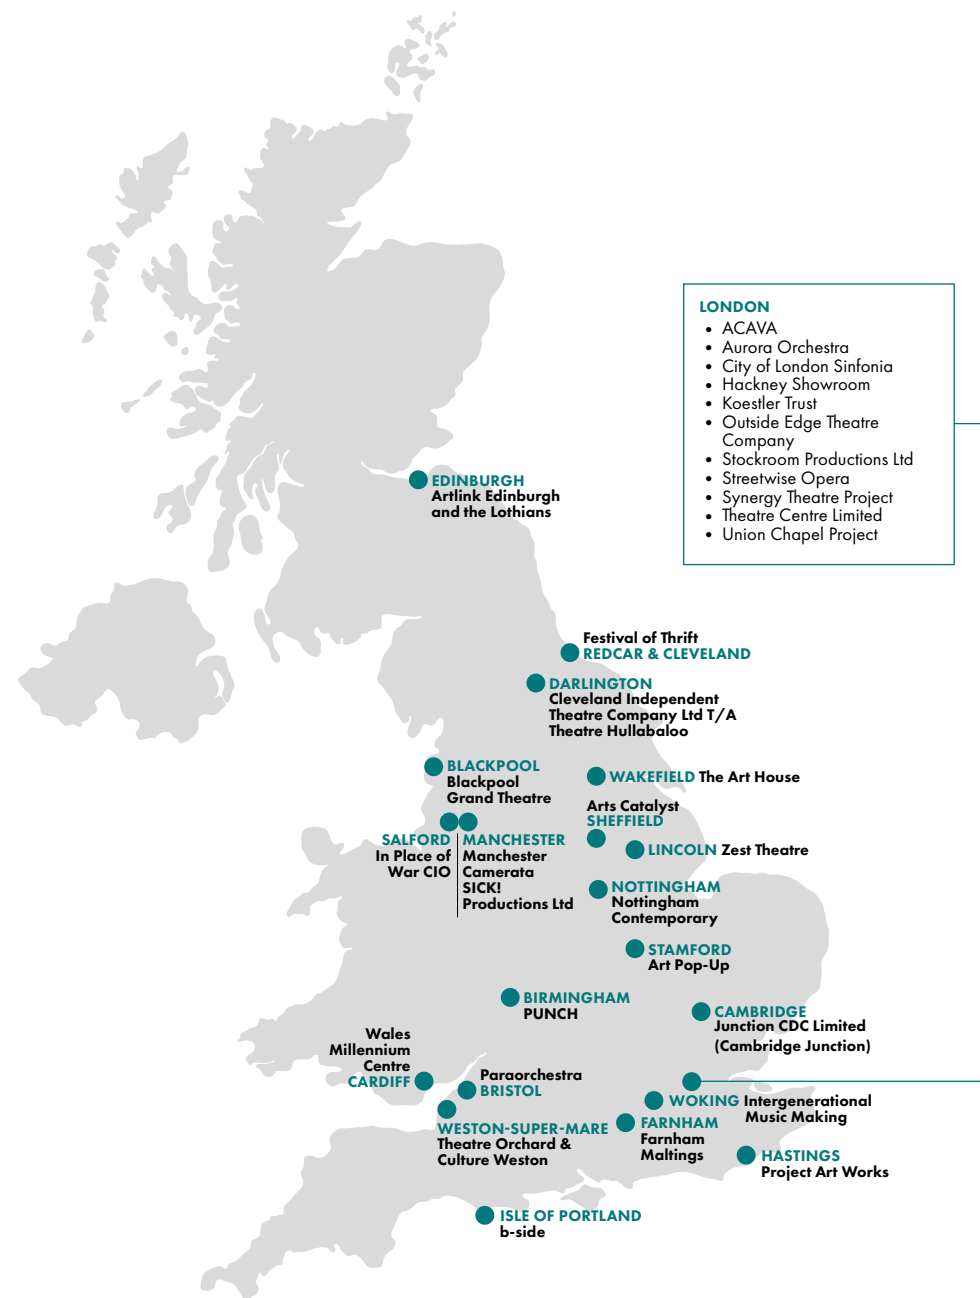 LONDON
• ACAVA
• Aurora Orchestra
• City of London Sinfonia
• Hackney Showroom
• Koestler Trust
• Outside Edge Theatre
Company
• Stockroom Productions Ltd
• Streetwise Opera
• Synergy Theatre Project
• Theatre Centre Limited
• Union Chapel Project
EDINBURGH
Artlink Edinburgh
and the Lothians
Festival of Thrift
REDCAR & CLEVELAND
DARLINGTON
Cleveland Independent
Theatre Company Ltd T/A
Theatre Hullabaloo
BLACKPOOL
Blackpool
Grand Theatre
WAKEFIELD The Art House
Arts Catalyst
SHEFFIELD
SALFORD
In Place of
War CIO
MANCHESTER
Manchester
Camerata
SICK!
Productions Ltd
LINCOLN Zest Theatre
NOTTINGHAM
Nottingham
Contemporary
STAMFORD
Art Pop-Up
BIRMINGHAM
PUNCH
CAMBRIDGE
Junction CDC Limited
(Cambridge Junction)
Wales
Millennium
Centre
CARDIFF
Paraorchestra
BRISTOL
WOKING Intergenerational
Music Making
WESTON-SUPER-MARE
Theatre Orchard &
Culture Weston
FARNHAM
Farnham
Maltings
HASTINGS
Project Art Works
ISLE OF PORTLAND
b-side